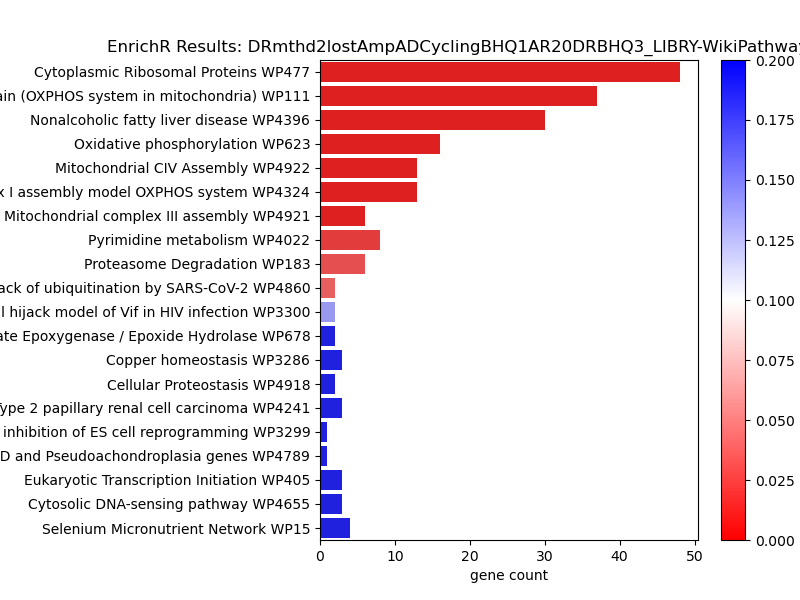 EnrichR Results: DRmthd2lostAmpADCyclingBHQ1AR20DRBHQ3_LIBRY-WikiPathway
Cytoplasmic Ribosomal Proteins WP477
ain (OXPHOS system in mitochondria) WP111
Nonalcoholic fatty liver disease WP4396
Oxidative phosphorylation WP623
Mitochondrial CIV Assembly WP4922
x I assembly model OXPHOS system WP4324
Mitochondrial complex III assembly WP4921
Pyrimidine metabolism WP4022
Proteasome Degradation WP183
ack of ubiquitination by SARS-CoV-2 WP4860
l hijack model of Vif in HIV infection WP3300
ate Epoxygenase / Epoxide Hydrolase WP678
Copper homeostasis WP3286
Cellular Proteostasis WP4918
Type 2 papillary renal cell carcinoma WP4241
inhibition of ES cell reprogramming WP3299
D and Pseudoachondroplasia genes WP4789
Eukaryotic Transcription Initiation WP405
Cytosolic DNA-sensing pathway WP4655
Selenium Micronutrient Network WP15
0 10 20 30 40 50
gene count
0.200
0.175
0.150
0.125
0.100
0.075
0.050
0.025
0.000